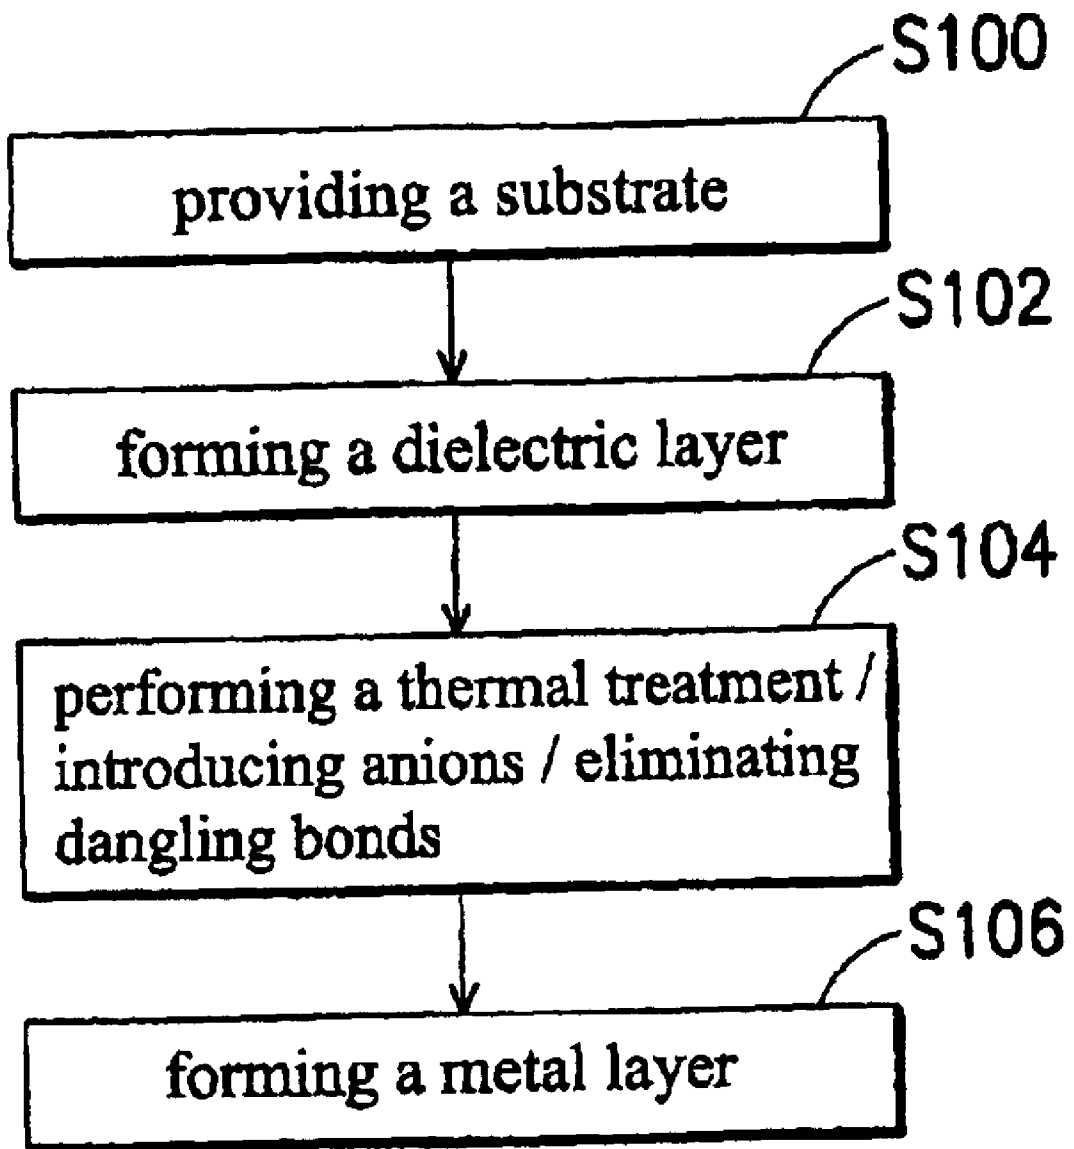 S100
providing a substrate
S102
forming a dielectric layer
S104
performing a thermal treatment /
introducing anions / eliminating
dangling bonds
S106
forming a metal layer